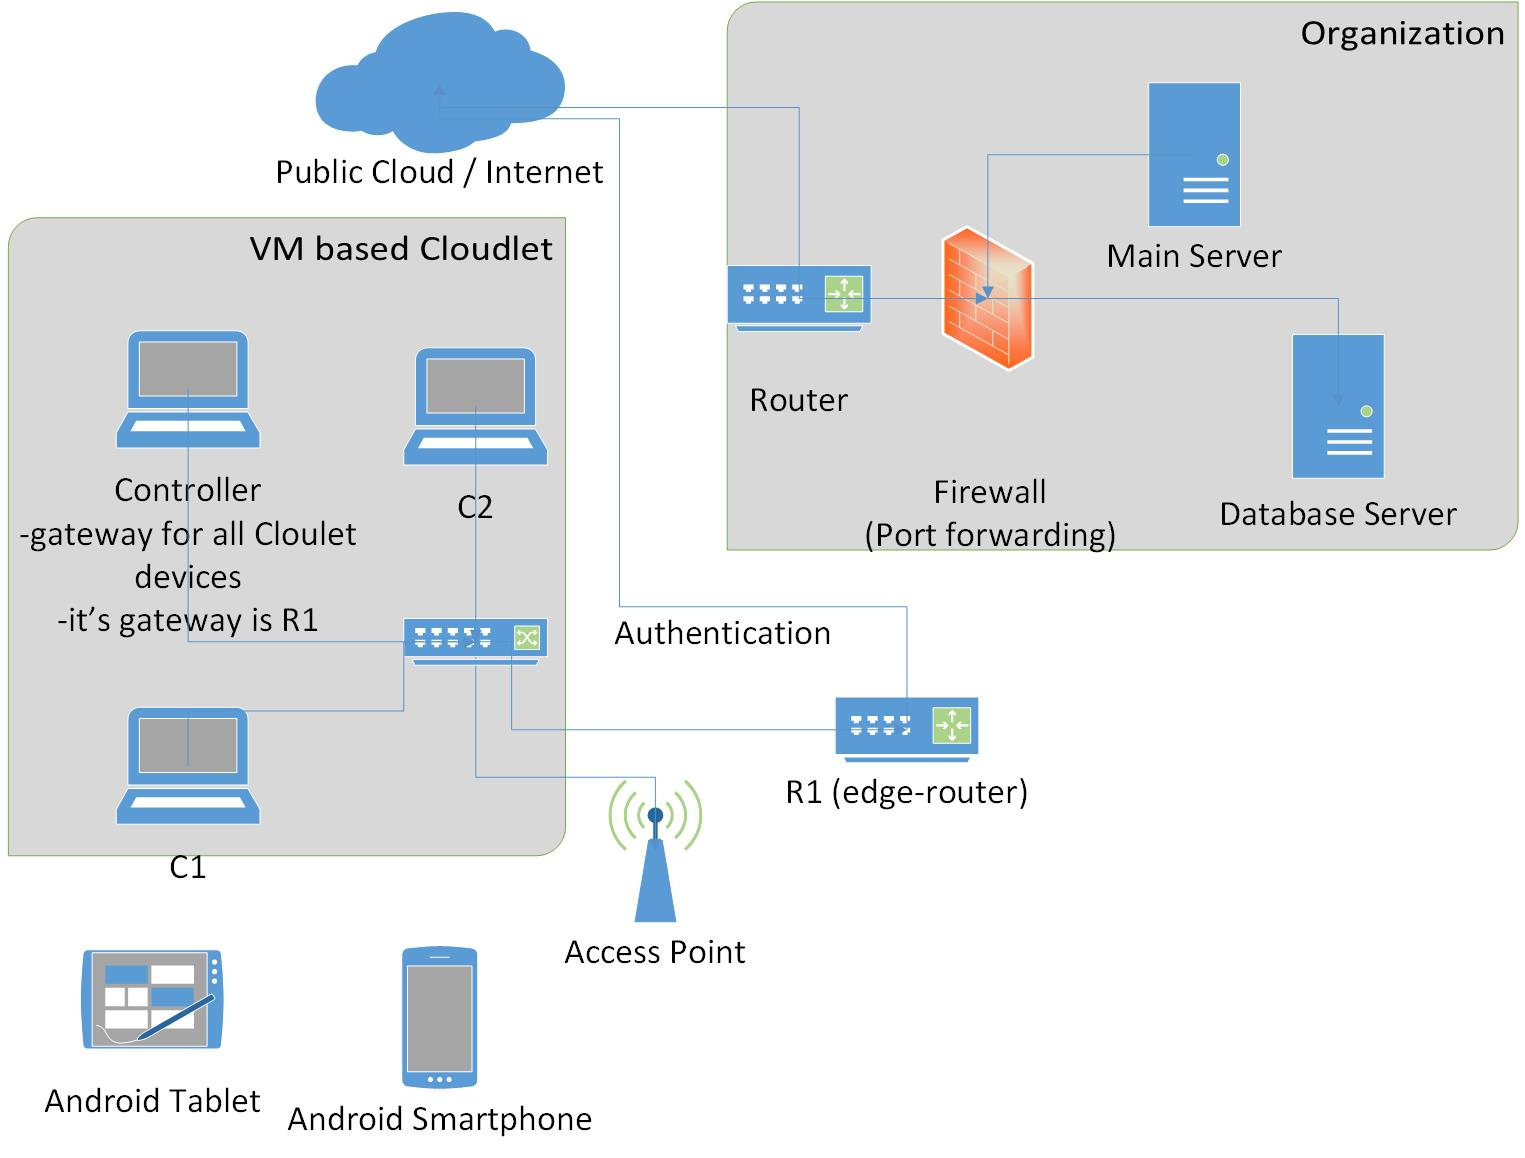 Organization
Public Cloud / Internet
Main Server
VM based Cloudlet
Router
Controller
-gateway for all Cloulet
devices
-it’s gateway is R1
C2
Firewall
(Port forwarding)
Database Server
Authentication
R1 (edge-router)
C1
Access Point
Android Tablet
Android Smartphone